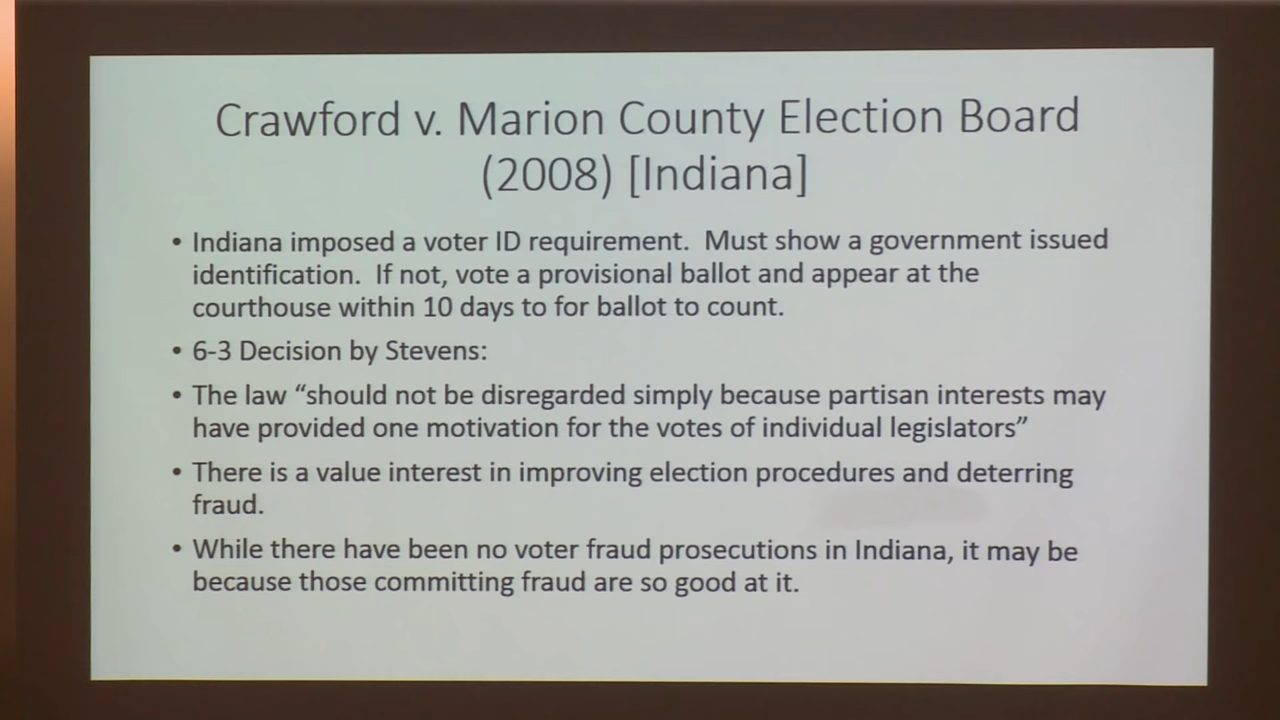 Crawford v. Marion County Election Board
(2008) [Indiana]
• Indiana imposed a voter ID requirement.  Must show a government issued
identification.  If not, vote a provisional ballot and appear at the
courthouse within 10 days to for ballot to count.
• 6-3 Decision by Stevens:
• The law “should not be disregarded simply because partisan interests may
have provided one motivation for the votes of individual legislators”
• There is a value interest in improving election procedures and deterring
fraud.
• While there have been no voter fraud prosecutions in Indiana, it may be
because those committing fraud are so good at it.